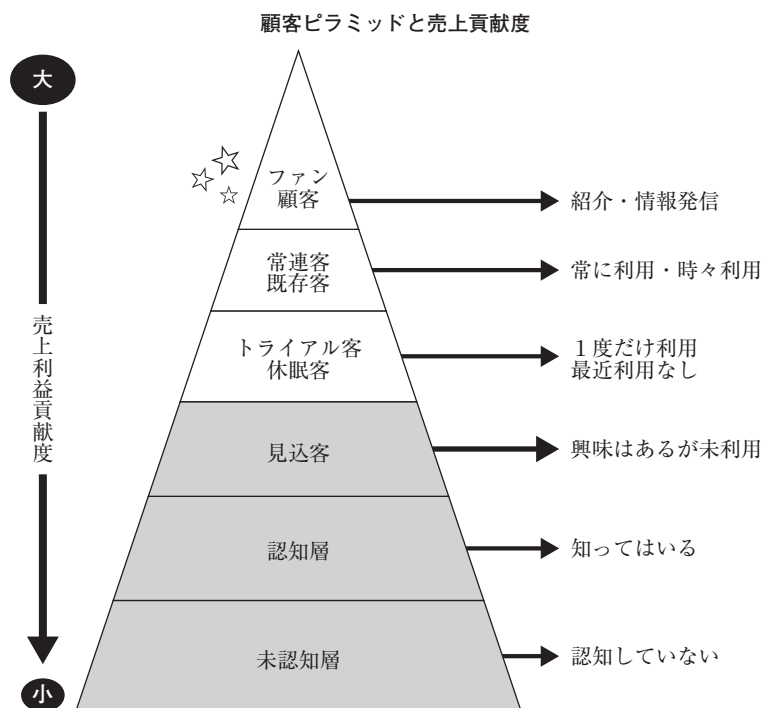 顧客ピラミッドと売上貢献度
大
売上利益貢献度
小
ファン
顧客
紹介・情報発信
常連客
既存客
常に利用・時々利用
トライアル客
休眠客
１度だけ利用
最近利用なし
見込客
興味はあるが未利用
認知層
知ってはいる
未認知層
認知していない